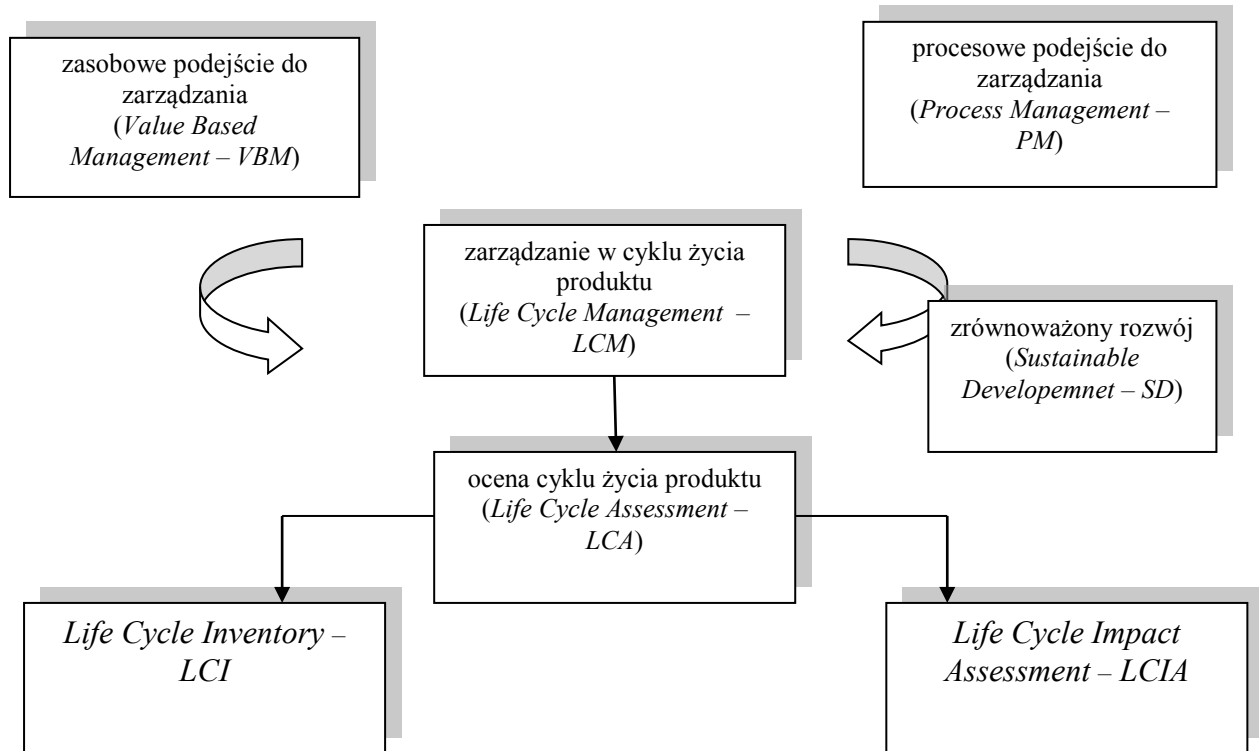 zasobowe podejście do
zarządzania
(Value Based
Management – VBM)
procesowe podejście do
zarządzania
(Process Management –
PM)
zarządzanie w cyklu życia
produktu
(Life Cycle Management –
LCM)
zrównoważony rozwój
(Sustainable
Developemnet – SD)
ocena cyklu życia produktu
(Life Cycle Assessment –
LCA)
Life Cycle Inventory –
LCI
Life Cycle Impact
Assessment – LCIA